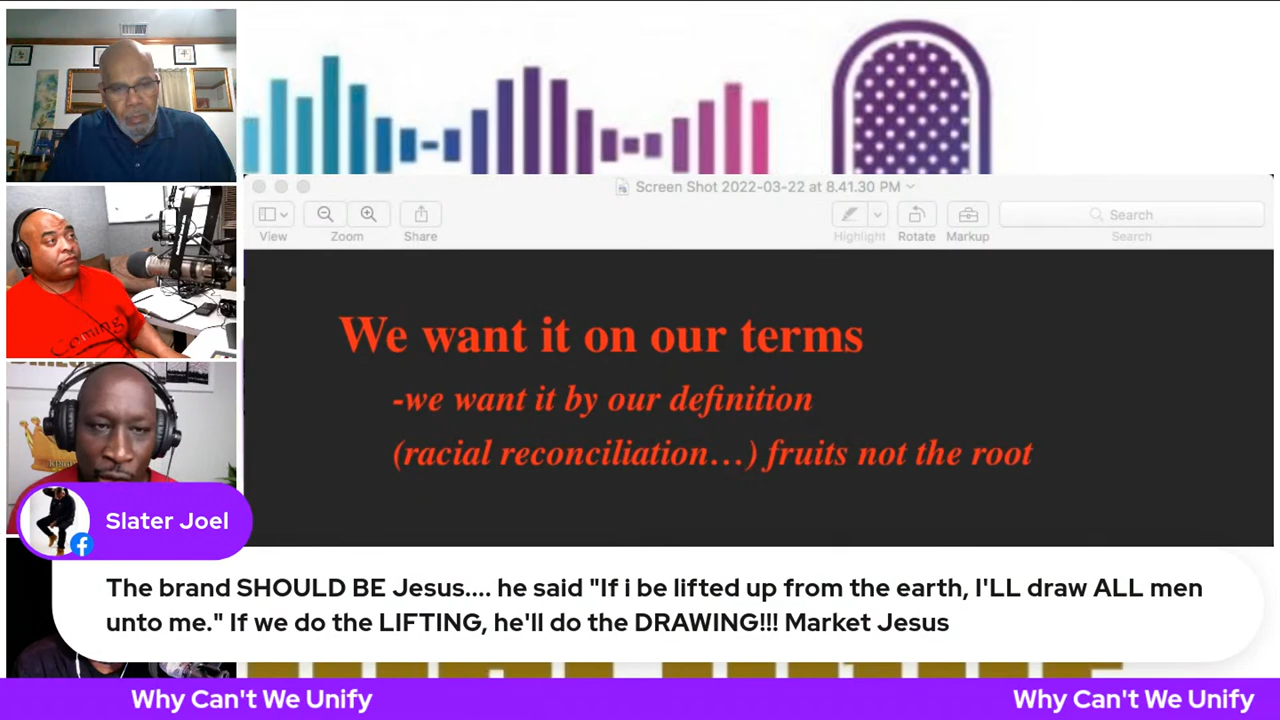 Screen Shot 2022-03-22 at 8.41.30 PM
View
Zoom
Share
Highlight
Rotate
Markup
Search
Search
We want it on our terms
-we want it by our definition
(racial reconciliation...) fruits not the root
Coming
Slater Joel
The brand SHOULD BE Jesus.... he said "If i be lifted up from the earth, I'LL draw ALL men
unto me." If we do the LIFTING, he'll do the DRAWING!!! Market Jesus
Why Can't We Unify
Why Can't We Unify